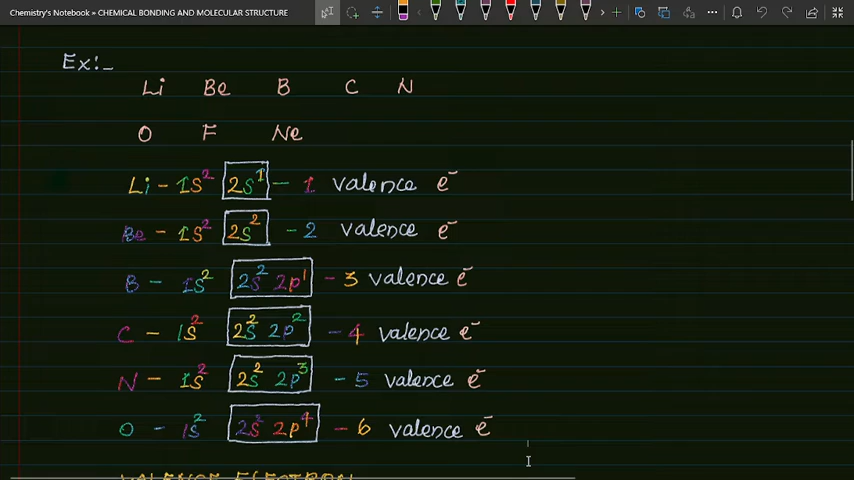 Chemistry's Notebook » CHEMICAL BONDING AND MOLECULAR STRUCTURE
Ex:-
Li Be B C N
O F Ne
Li - 1s² 2s¹ - 1 valence e⁻
Be - 1s² 2s² - 2 valence e⁻
B - 1s² 2s² 2p¹ - 3 valence e⁻
C - 1s² 2s² 2p² - 4 valence e⁻
N - 1s² 2s² 2p³ - 5 valence e⁻
O - 1s² 2s² 2p⁴ - 6 valence e⁻
VALENCE ELECTRON